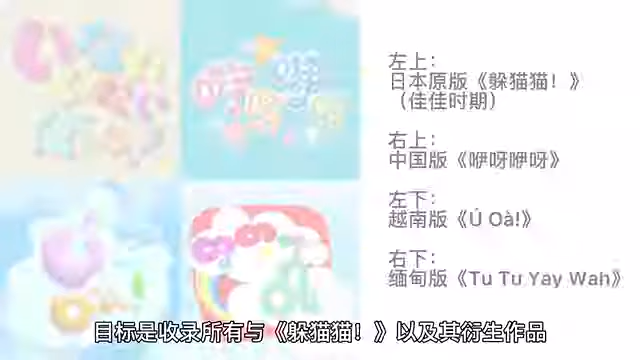 左上：
日本原版《躲猫猫！》
（佳佳时期）
右上：
中国版《咿呀咿呀》
左下：
越南版《Ú Oà!》
右下：
缅甸版《Tu Tu Yay Wah》
目标是收录所有与《躲猫猫！》以及其衍生作品